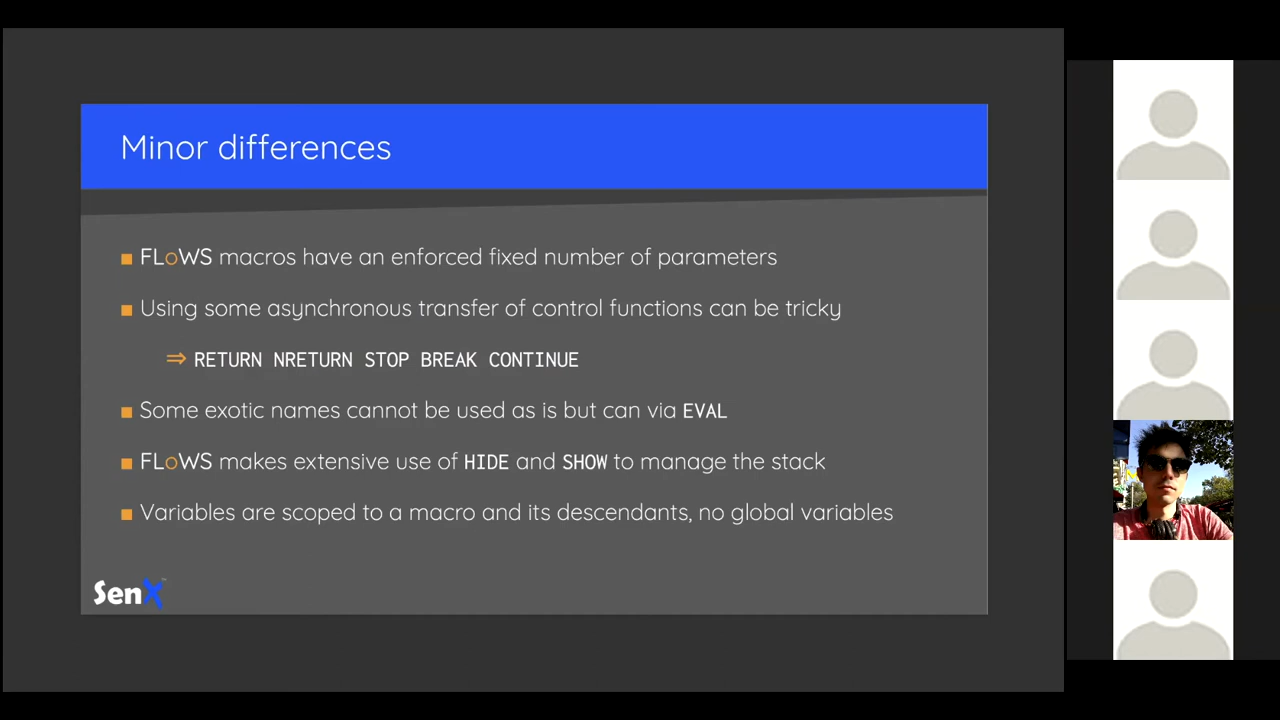 Minor differences
■ FLoWS macros have an enforced fixed number of parameters
■ Using some asynchronous transfer of control functions can be tricky
⇒ RETURN NRETURN STOP BREAK CONTINUE
■ Some exotic names cannot be used as is but can via EVAL
■ FLoWS makes extensive use of HIDE and SHOW to manage the stack
■ Variables are scoped to a macro and its descendants, no global variables
SenX™